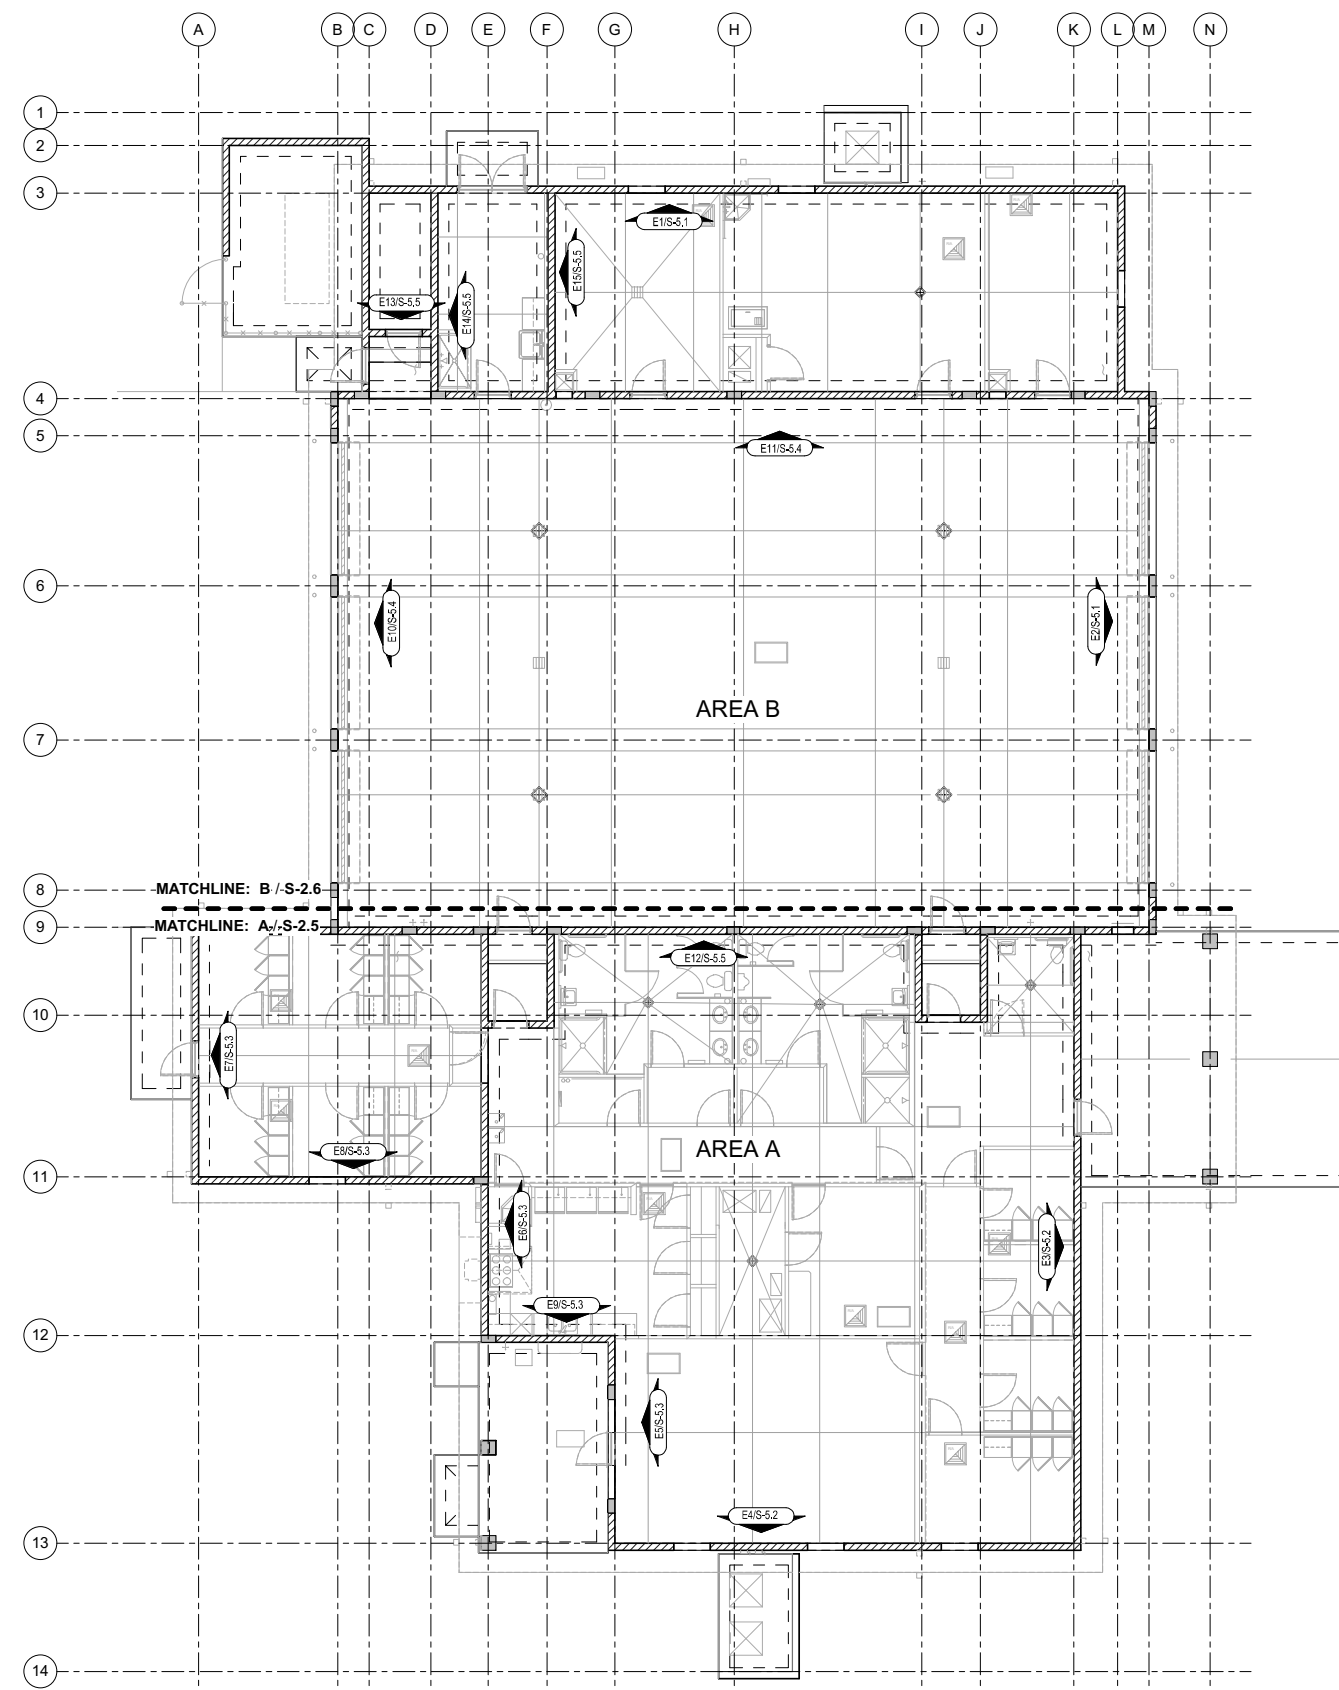 A B C D E F G H I J K L M N
1
2
3
E1/S-5.1
E15/S-5.5
E13/S-5.5
E14/S-5.5
4
5
E11/S-5.4
6
E10/S-5.4
E2/S-5.1
AREA B
7
8
MATCHLINE: B / S-2.6
9
MATCHLINE: A / S-2.5
E12/S-5.5
10
E7/S-5.3
AREA A
E8/S-5.3
11
E6/S-5.3
E3/S-5.2
E9/S-5.3
12
E5/S-5.3
E4/S-5.2
13
14